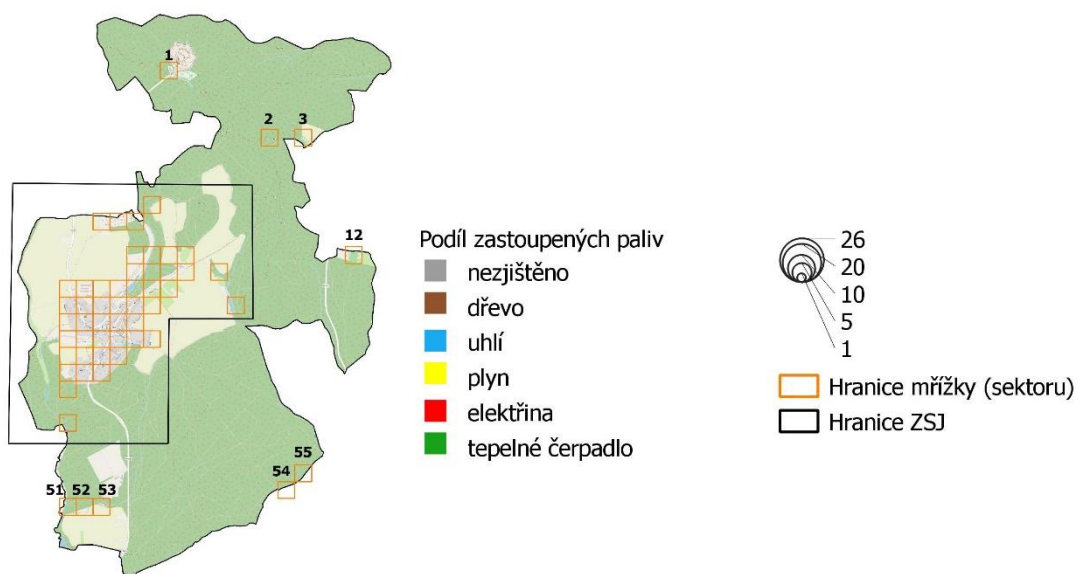 1
2
3
12
51 52 53
54
55
Podíl zastoupených paliv
nezjištěno
dřevo
uhlí
plyn
elektřina
tepelné čerpadlo
26
20
10
5
1
Hranice mřížky (sektoru)
Hranice ZSJ